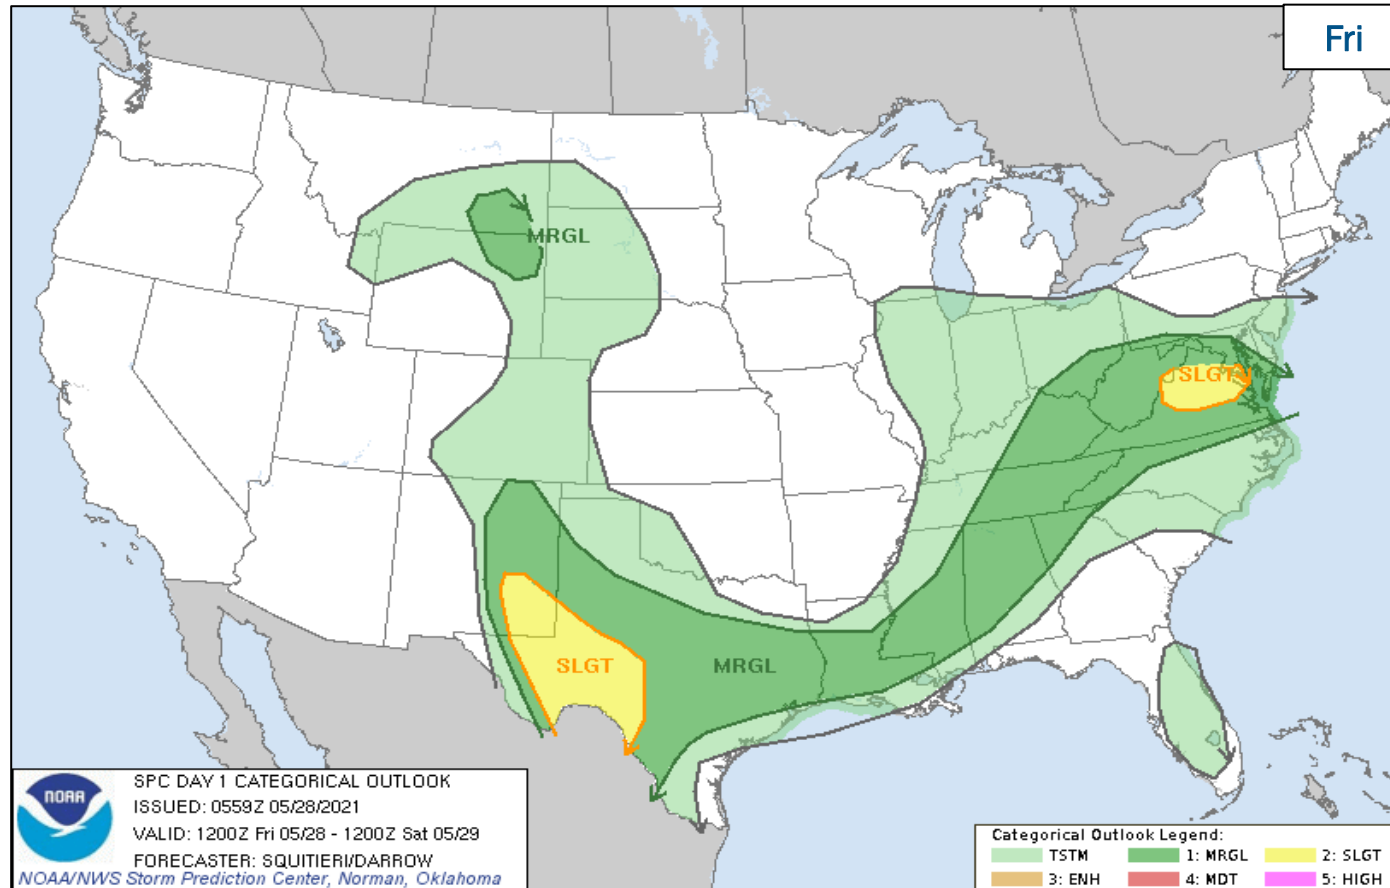 Fri
MRGL
SLGT
SLGT
MRGL
NOAA
SPC DAY 1 CATEGORICAL OUTLOOK
ISSUED: 0559Z 05/28/2021
VALID: 1200Z Fri 05/28 - 1200Z Sat 05/29
FORECASTER: SQUITIERI/DARROW
NOAA/NWS Storm Prediction Center, Norman, Oklahoma
Categorical Outlook Legend:
TSTM 1: MRGL 2: SLGT
3: ENH 4: MDT 5: HIGH